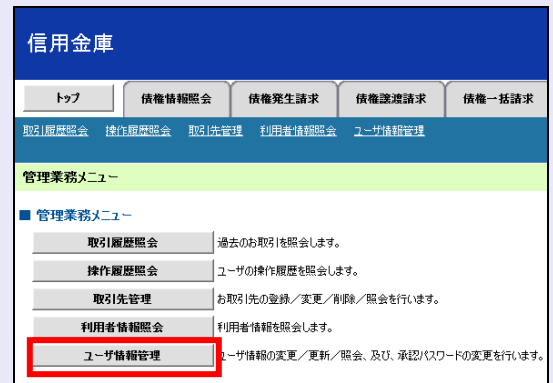 信用金庫
トップ 債権情報照会 債権発生請求 債権譲渡請求 債権一括請求
取引履歴照会 操作履歴照会 取引先管理 利用者情報照会 ユーザ情報管理
管理業務メニュー
■ 管理業務メニュー
取引履歴照会 過去のお取引を照会します。
操作履歴照会 ユーザの操作履歴を照会します。
取引先管理 お取引先の登録／変更／削除／照会を行います。
利用者情報照会 利用者情報を照会します。
ユーザ情報管理 ユーザ情報の変更／更新／照会、及び、承認パスワードの変更を行います。